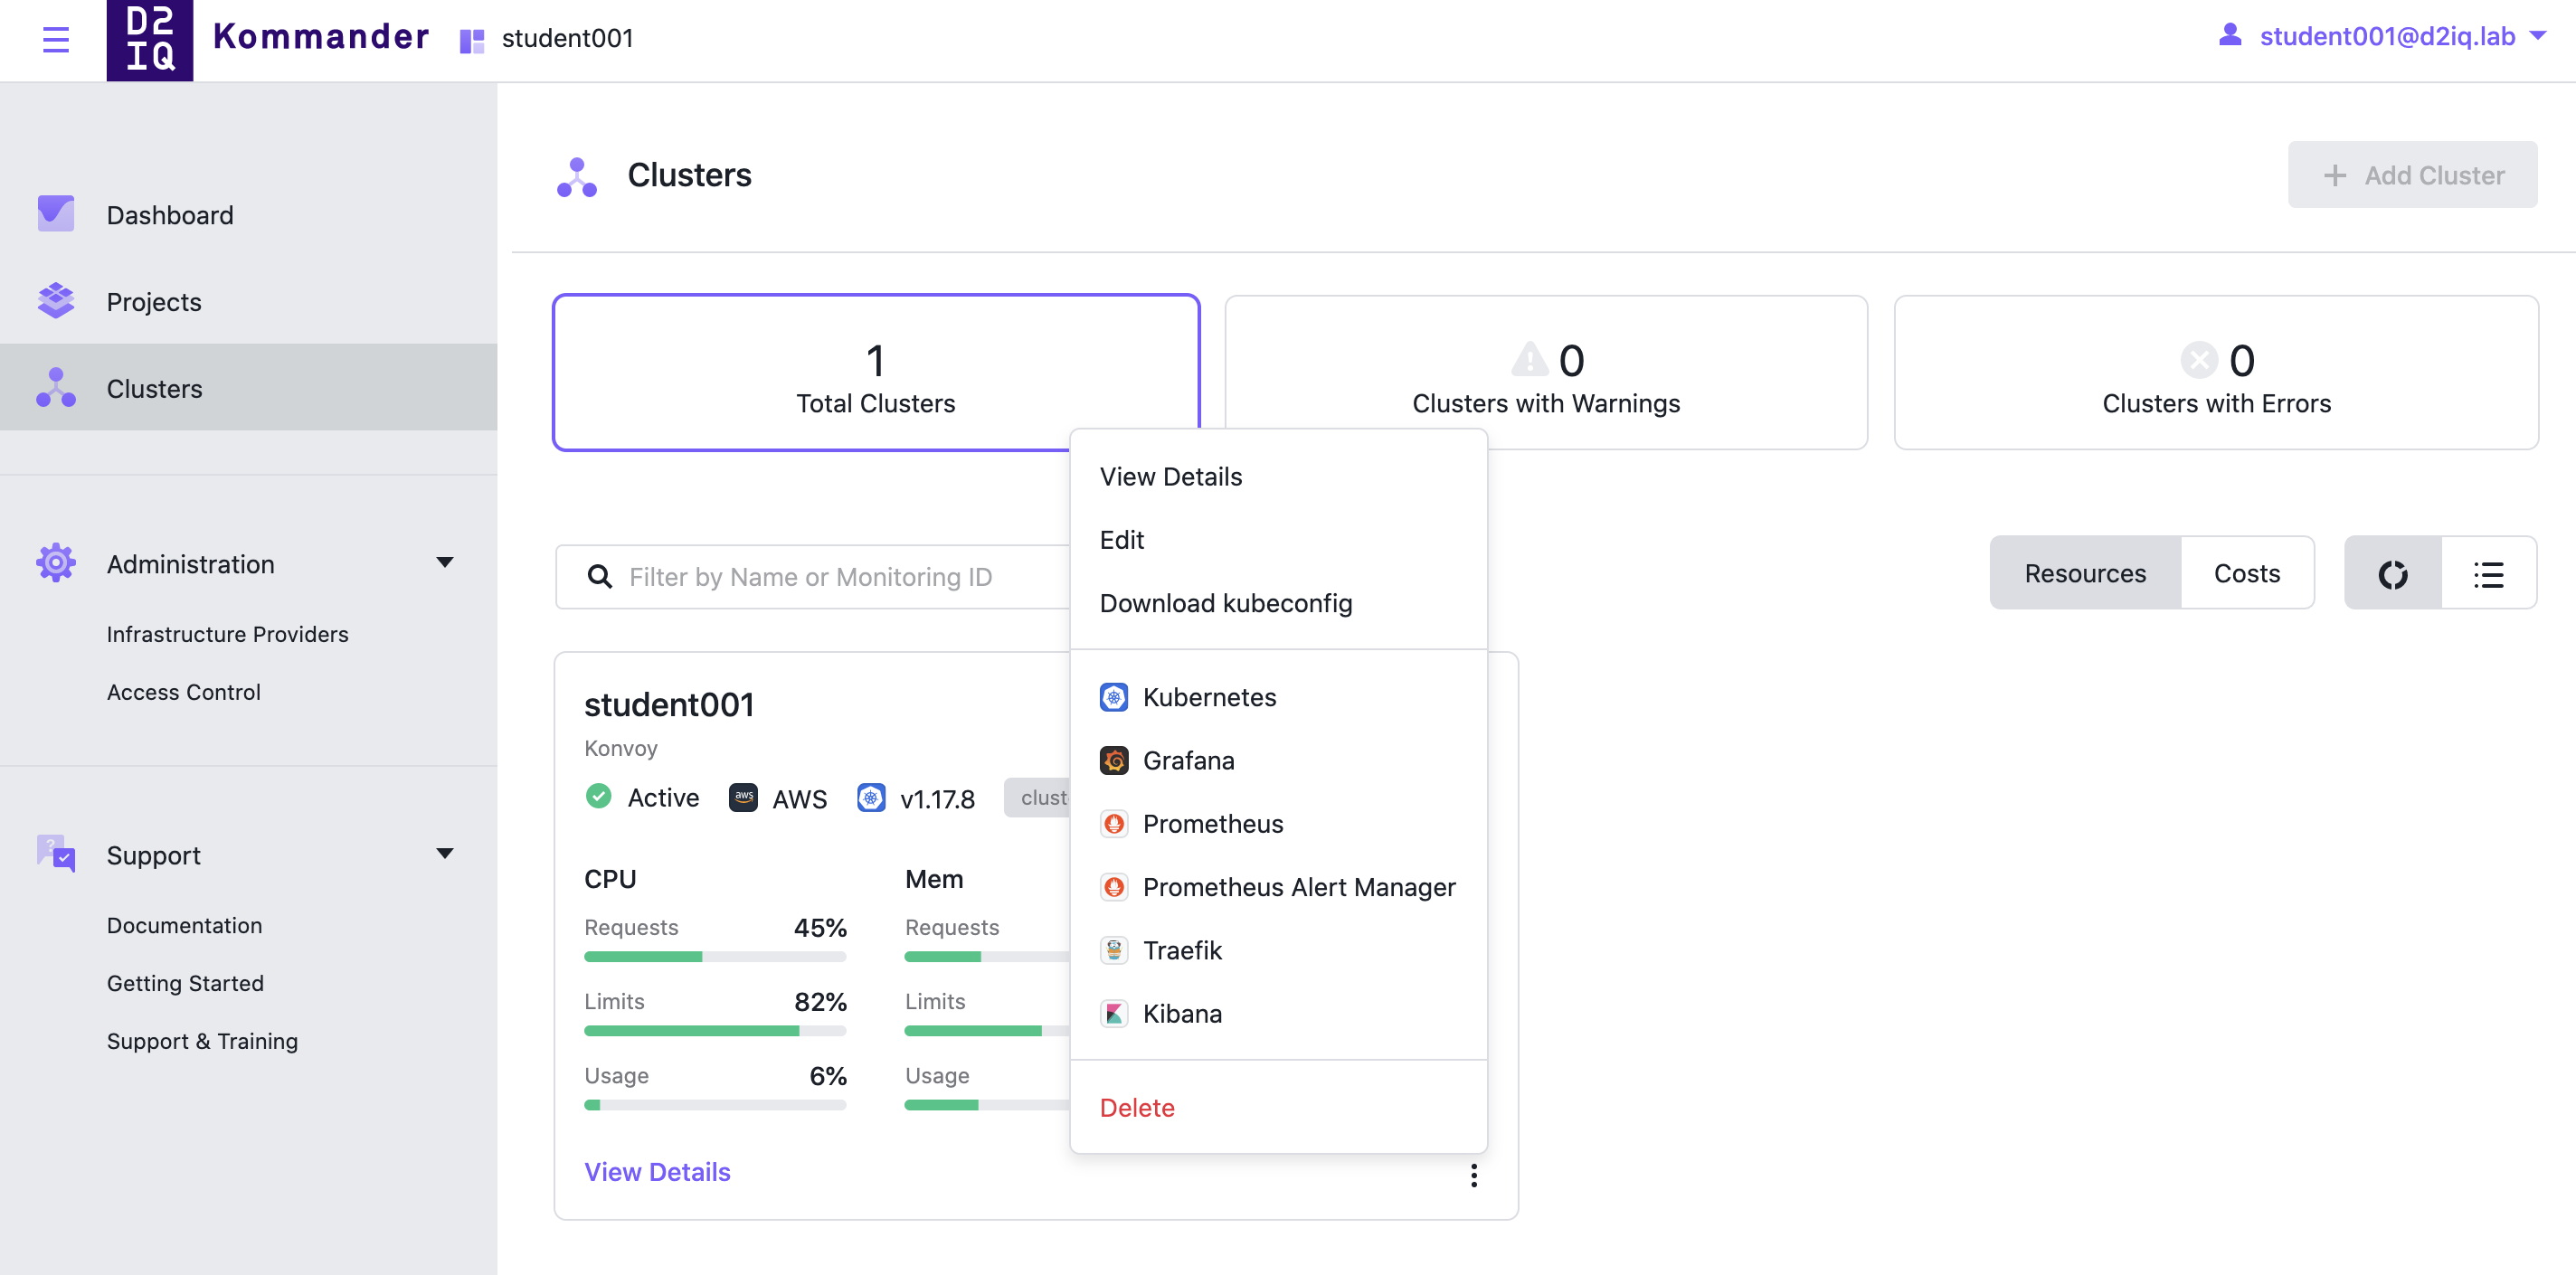 D2
IQ
Kommander
student001
student001@d2iq.lab
Dashboard
Projects
Clusters
Administration
Infrastructure Providers
Access Control
Support
Documentation
Getting Started
Support & Training
Clusters
+ Add Cluster
1
Total Clusters
0
Clusters with Warnings
0
Clusters with Errors
Filter by Name or Monitoring ID
Resources
Costs
student001
Konvoy
Active
aws
AWS
v1.17.8
CPU
Requests 45%
Limits 82%
Usage 6%
Mem
Requests
Limits
Usage
View Details
View Details
Edit
Download kubeconfig
Kubernetes
Grafana
Prometheus
Prometheus Alert Manager
Traefik
Kibana
Delete